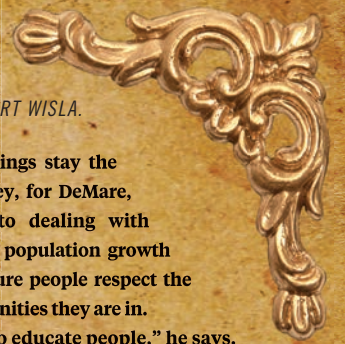 RT WISLA.
ings stay the
ey, for DeMare,
to dealing with
population growth
ure people respect the
nities they are in.
o educate people,” he says.